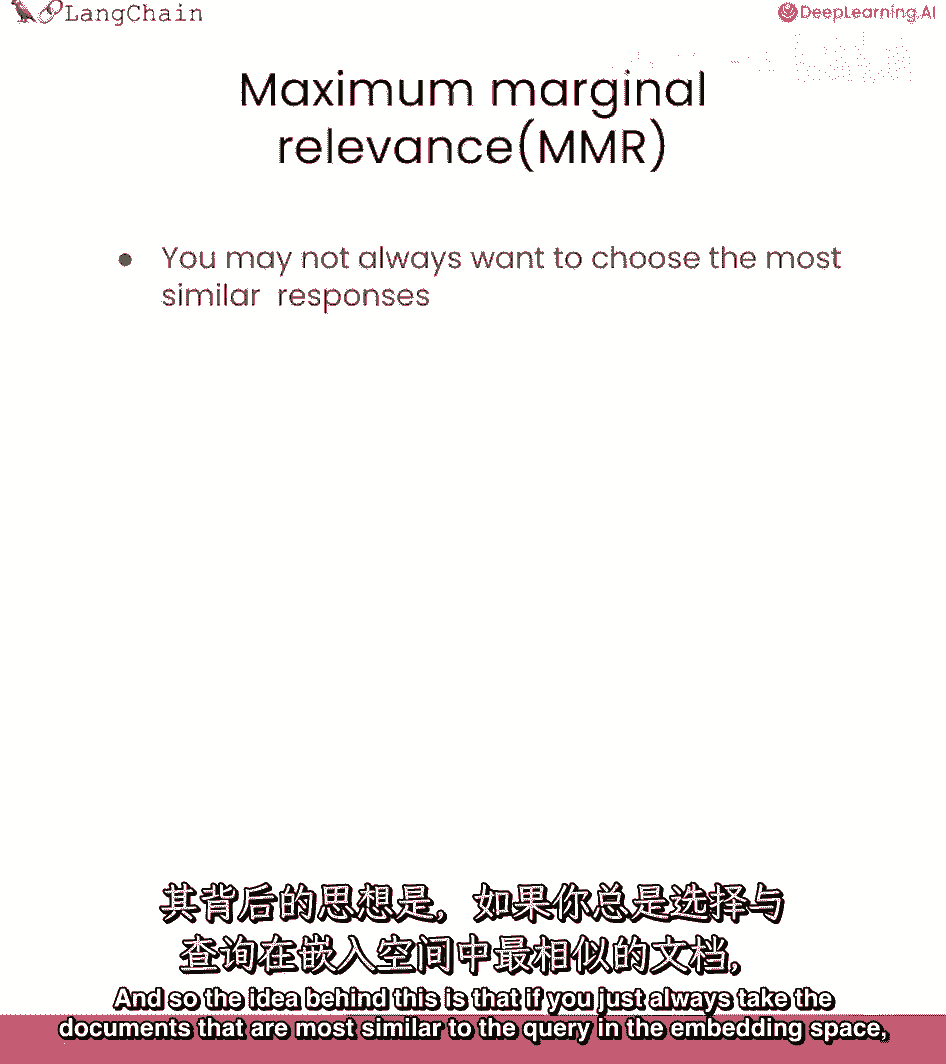 LangChain
DeepLearning.AI
Maximum marginal
relevance(MMR)
● You may not always want to choose the most
similar responses
其背后的思想是，如果你总是选择与
查询在嵌入空间中最相似的文档，
And so the idea behind this is that if you just always take the
documents that are most similar to the query in the embedding space,